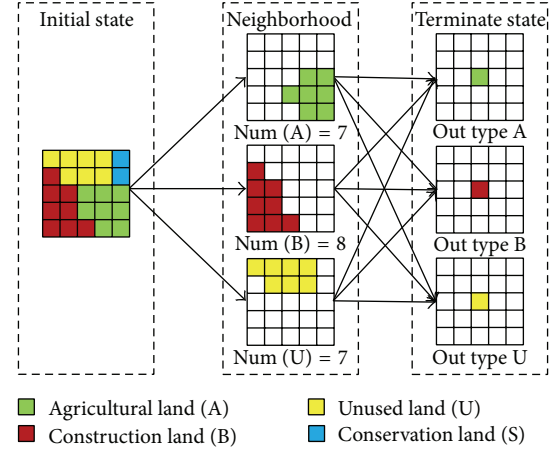 Initial state
Neighborhood
Terminate state
Num (A) = 7
Out type A
Num (B) = 8
Out type B
Num (U) = 7
Out type U
Agricultural land (A)
Unused land (U)
Construction land (B)
Conservation land (S)